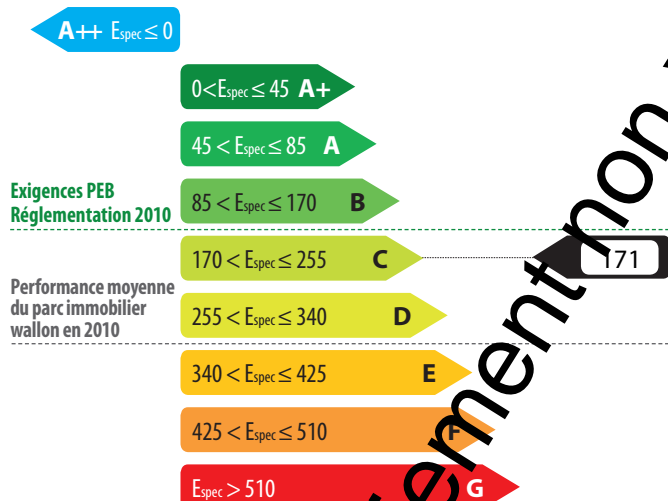 A++ Espec ≤ 0
0 < Espec ≤ 45 A+
45 < Espec ≤ 85 A
Exigences PEB
Réglementation 2010
85 < Espec ≤ 170 B
170 < Espec ≤ 255 C
171
Performance moyenne
du parc immobilier
wallon en 2010
255 < Espec ≤ 340 D
340 < Espec ≤ 425 E
425 < Espec ≤ 510 F
Espec > 510 G
ement non